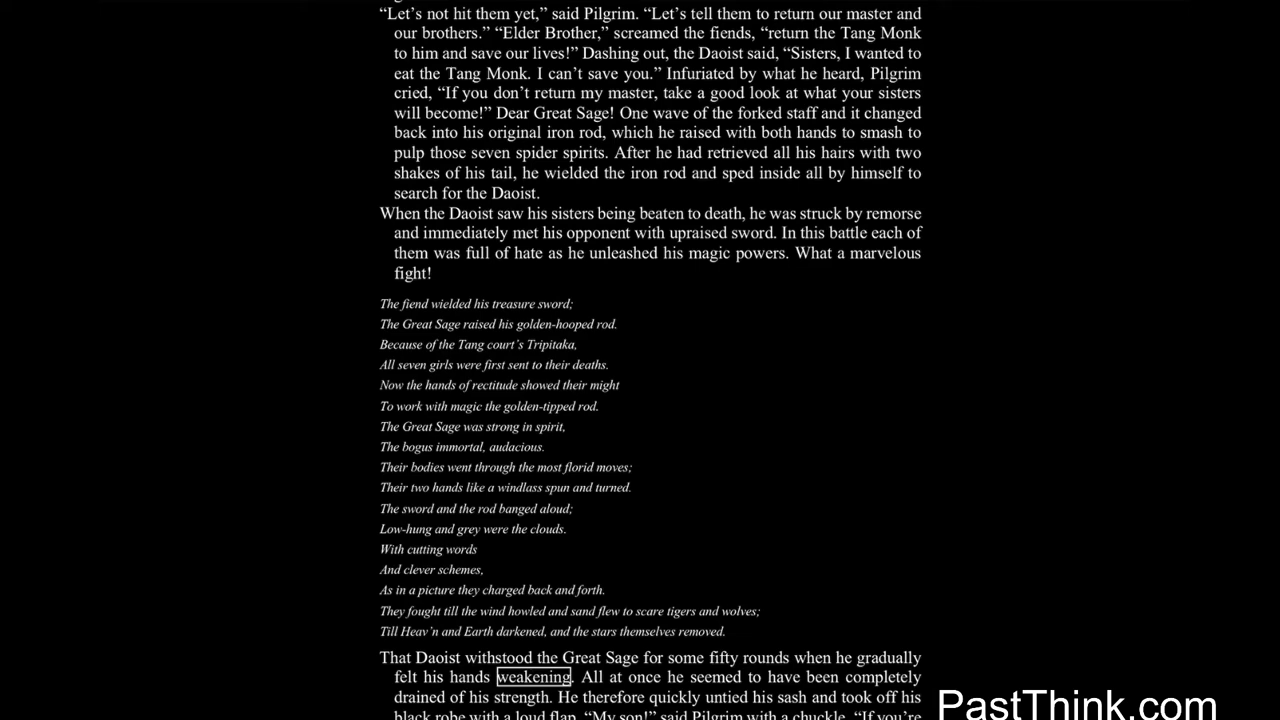 “Let’s not hit them yet,” said Pilgrim. “Let’s tell them to return our master and
our brothers.” “Elder Brother,” screamed the fiends, “return the Tang Monk
to him and save our lives!” Dashing out, the Daoist said, “Sisters, I wanted to
eat the Tang Monk. I can’t save you.” Infuriated by what he heard, Pilgrim
cried, “If you don’t return my master, take a good look at what your sisters
will become!” Dear Great Sage! One wave of the forked staff and it changed
back into his original iron rod, which he raised with both hands to smash to
pulp those seven spider spirits. After he had retrieved all his hairs with two
shakes of his tail, he wielded the iron rod and sped inside all by himself to
search for the Daoist.
When the Daoist saw his sisters being beaten to death, he was struck by remorse
and immediately met his opponent with upraised sword. In this battle each of
them was full of hate as he unleashed his magic powers. What a marvelous
fight!
The fiend wielded his treasure sword;
The Great Sage raised his golden-hooped rod.
Because of the Tang court’s Tripitaka,
All seven girls were first sent to their deaths.
Now the hands of rectitude showed their might
To work with magic the golden-tipped rod.
The Great Sage was strong in spirit,
The bogus immortal, audacious.
Their bodies went through the most florid moves;
Their two hands like a windlass spun and turned.
The sword and the rod banged aloud;
Low-hung and grey were the clouds.
With cutting words
And clever schemes,
As in a picture they charged back and forth.
They fought till the wind howled and sand flew to scare tigers and wolves;
Till Heav’n and Earth darkened, and the stars themselves removed.
That Daoist withstood the Great Sage for some fifty rounds when he gradually
felt his hands weakening. All at once he seemed to have been completely
drained of his strength. He therefore quickly untied his sash and took off his
black robe with a loud flap. “My son!” said Pilgrim with a chuckle. “If you’re
PastThink.com